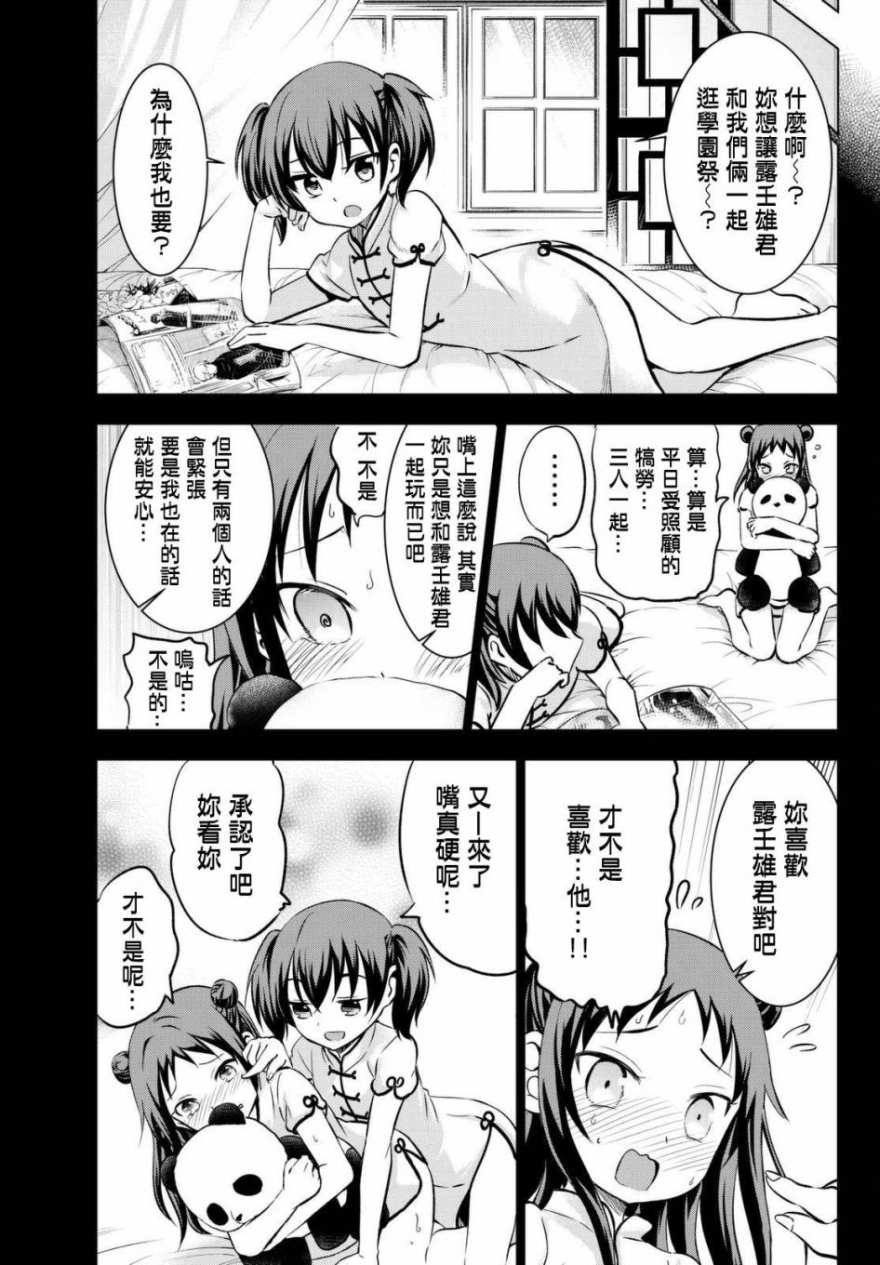 什麼啊～？
妳想讓露壬雄君
和我們倆一起
逛學園祭～？
為什麼我也要？
算…算是
平日受照顧的
犒勞…
三人一起…
……
嘴上這麼說 其實
妳只是想和露壬雄君
一起玩而已吧
不 不是
但只有兩個人的話
會緊張
要是我也在的話
就能安心…
嗚咕…
不是的…
妳喜歡
露壬雄君對吧
才不是
喜歡…他…!!
又一來了
嘴真硬呢…
承認了吧
妳看妳
才不是呢…